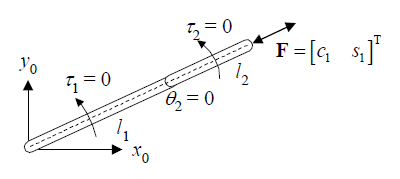 τ₂ = 0
F = [c₁ s₁]ᵀ
y₀
τ₁ = 0
l₂
θ₂ = 0
l₁
x₀